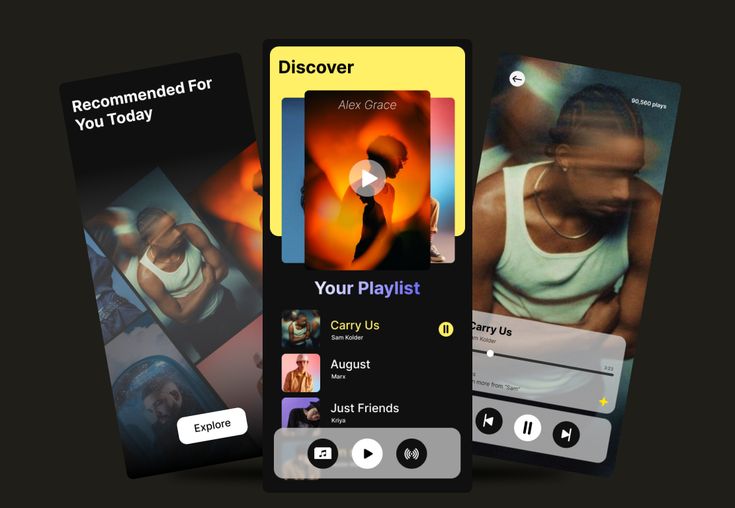 Recommended For
You Today
Explore
Discover
Alex Grace
Your Playlist
Carry Us
Sam Kolder
August
Marx
Just Friends
Kriya
90,560 plays
Carry Us
Kolder
3:23
more from "Sam"